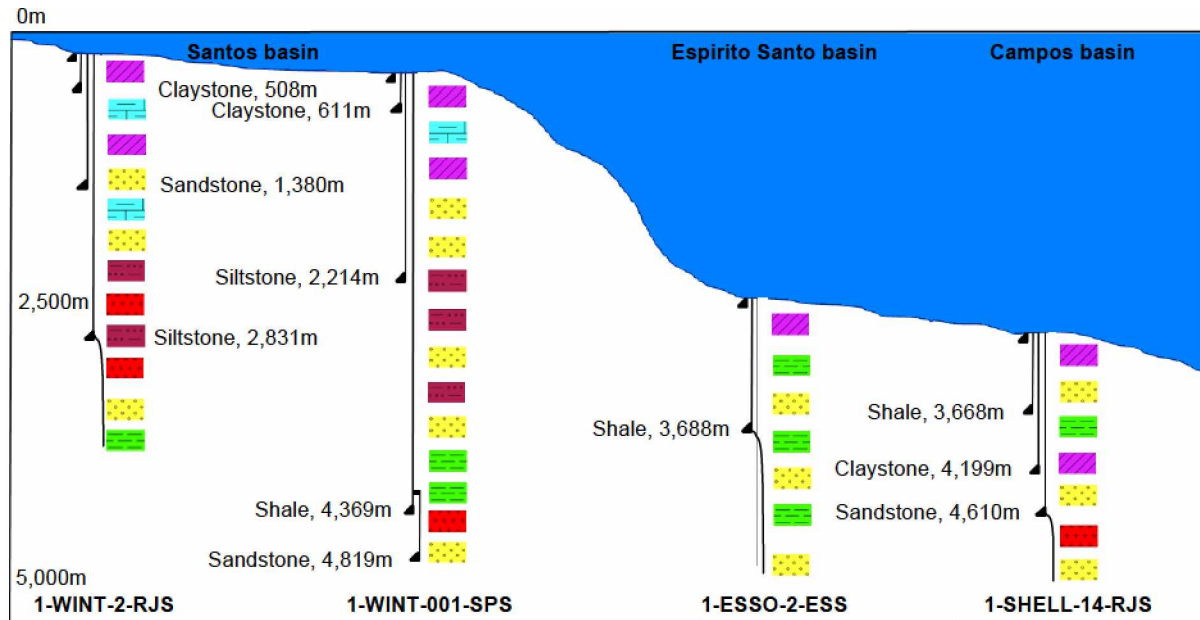 0m
Santos basin
Espirito Santo basin
Campos basin
Claystone, 508m
Claystone, 611m
Sandstone, 1,380m
Siltstone, 2,214m
2,500m
Siltstone, 2,831m
Shale, 3,688m
Shale, 3,668m
Claystone, 4,199m
Shale, 4,369m
Sandstone, 4,610m
Sandstone, 4,819m
5,000m
1-WINT-2-RJS
1-WINT-001-SPS
1-ESSO-2-ESS
1-SHELL-14-RJS